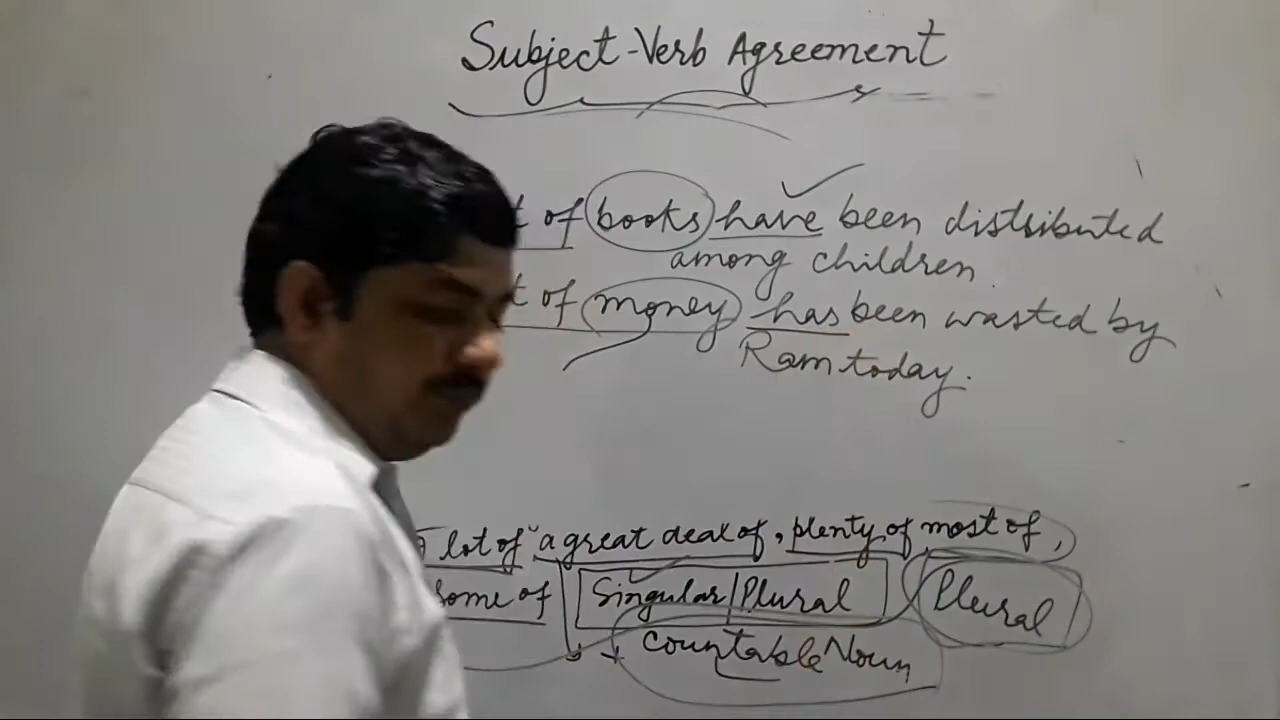 Subject-Verb Agreement
t of books have been distributed
among children
t of money has been wasted by
Ram today.
lot of a great deal of, plenty of most of,
some of Singular/Plural Plural
countable Noun